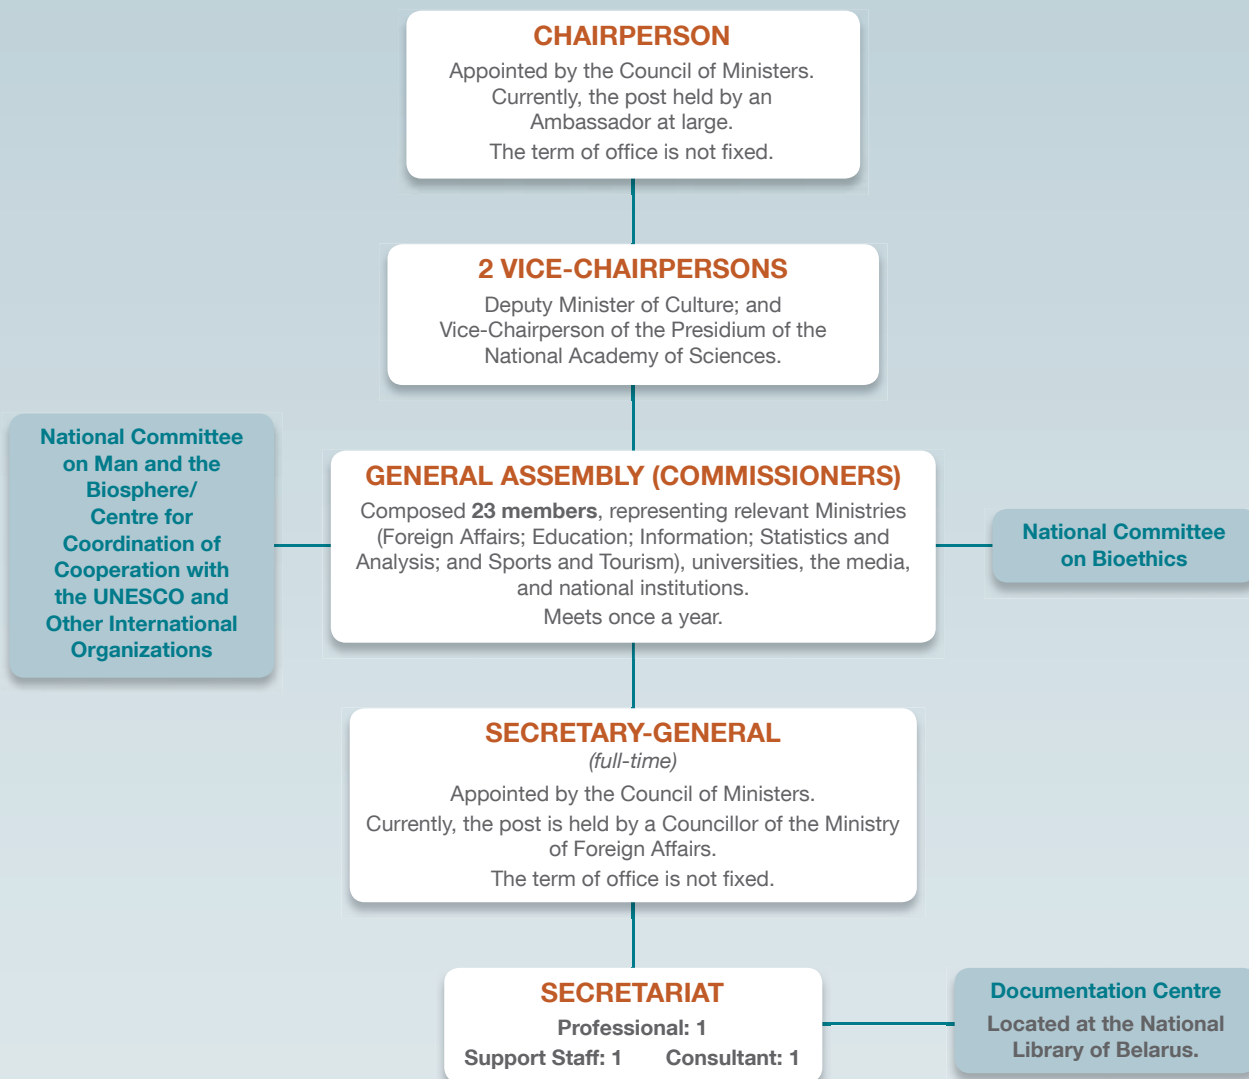 CHAIRPERSON
Appointed by the Council of Ministers.
Currently, the post held by an
Ambassador at large.
The term of office is not fixed.
2 VICE-CHAIRPERSONS
Deputy Minister of Culture; and
Vice-Chairperson of the Presidium of the
National Academy of Sciences.
National Committee
on Man and the
Biosphere/
Centre for
Coordination of
Cooperation with
the UNESCO and
Other International
Organizations
GENERAL ASSEMBLY (COMMISSIONERS)
Composed 23 members, representing relevant Ministries
(Foreign Affairs; Education; Information; Statistics and
Analysis; and Sports and Tourism), universities, the media,
and national institutions.
Meets once a year.
National Committee
on Bioethics
SECRETARY-GENERAL
(full-time)
Appointed by the Council of Ministers.
Currently, the post is held by a Councillor of the Ministry
of Foreign Affairs.
The term of office is not fixed.
SECRETARIAT
Professional: 1
Support Staff: 1 Consultant: 1
Documentation Centre
Located at the National
Library of Belarus.